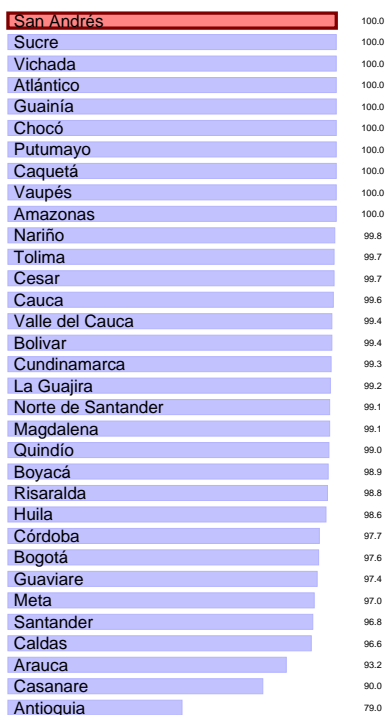 San Andrés 100.0
Sucre 100.0
Vichada 100.0
Atlántico 100.0
Guainía 100.0
Chocó 100.0
Putumayo 100.0
Caquetá 100.0
Vaupés 100.0
Amazonas 100.0
Nariño 99.8
Tolima 99.7
Cesar 99.7
Cauca 99.6
Valle del Cauca 99.4
Bolivar 99.4
Cundinamarca 99.3
La Guajira 99.2
Norte de Santander 99.1
Magdalena 99.1
Quindío 99.0
Boyacá 98.9
Risaralda 98.8
Huila 98.6
Córdoba 97.7
Bogotá 97.6
Guaviare 97.4
Meta 97.0
Santander 96.8
Caldas 96.6
Arauca 93.2
Casanare 90.0
Antioquia 79.0